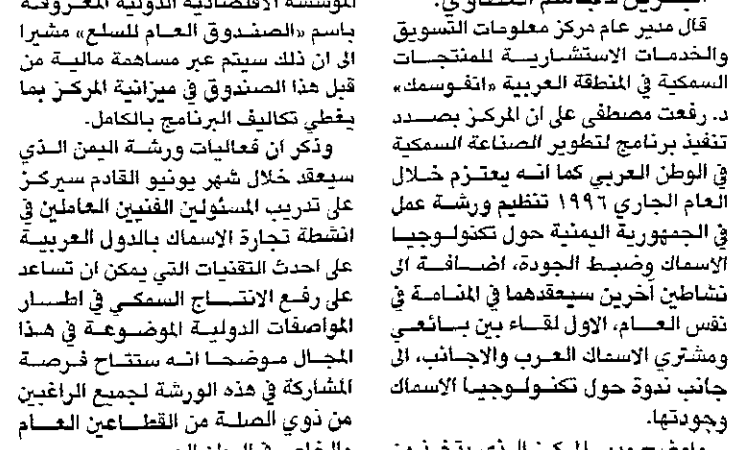 قال مدير عام مركز معلومات التسويق
والخدمات الاستشارية للمنتجات
السمكية في المنطقة العربية «انفوسمك»
د. رفعت مصطفى على ان المركز بصدد
تنفيذ برنامج لتطوير الصناعة السمكية
في الوطن العربي كما انه يعتزم خلال
العام الجاري ١٩٩٦ تنظيم ورشة عمل
في الجمهورية اليمنية حول تكنولوجيا
الاسماك وضبط الجودة، اضافة الى
نشاطين آخرين سيعقدهما في المنامة في
نفس العام، الاول لقاء بين بائعي
ومشتري الاسماك العرب والاجانب، الى
جانب ندوة حول تكنولوجيا الاسماك
وجودتها.
المؤسسة الاقتصادية الدولية المعروفة
باسم «الصندوق العام للسلع» مشيرا
الى ان ذلك سيتم عبر مساهمة مالية من
قبل هذا الصندوق في ميزانية المركز بما
يغطي تكاليف البرنامج بالكامل.
وذكر ان فعاليات ورشة اليمن الذي
سيعقد خلال شهر يونيو القادم سيركز
على تدريب المسئولين الفنيين العاملين في
انشطة تجارة الاسماك بالدول العربية
على احدث التقنيات التي يمكن ان تساعد
على رفع الانتاج السمكي في اطار
المواصفات الدولية الموضوعة في هذا
المجال موضحا انه ستتاح فرصة
المشاركة في هذه الورشة لجميع الراغبين
من ذوي الصلة من القطاعين العام